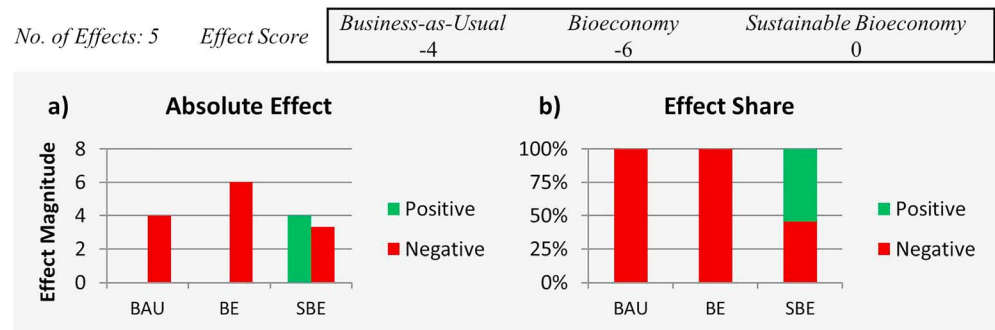 No. of Effects: 5 Effect Score
Business-as-Usual Bioeconomy Sustainable Bioeconomy
-4 -6 0
a) Absolute Effect
Effect Magnitude
8
6
4
2
0
BAU BE SBE
Positive
Negative
b) Effect Share
100%
75%
50%
25%
0%
BAU BE SBE
Positive
Negative